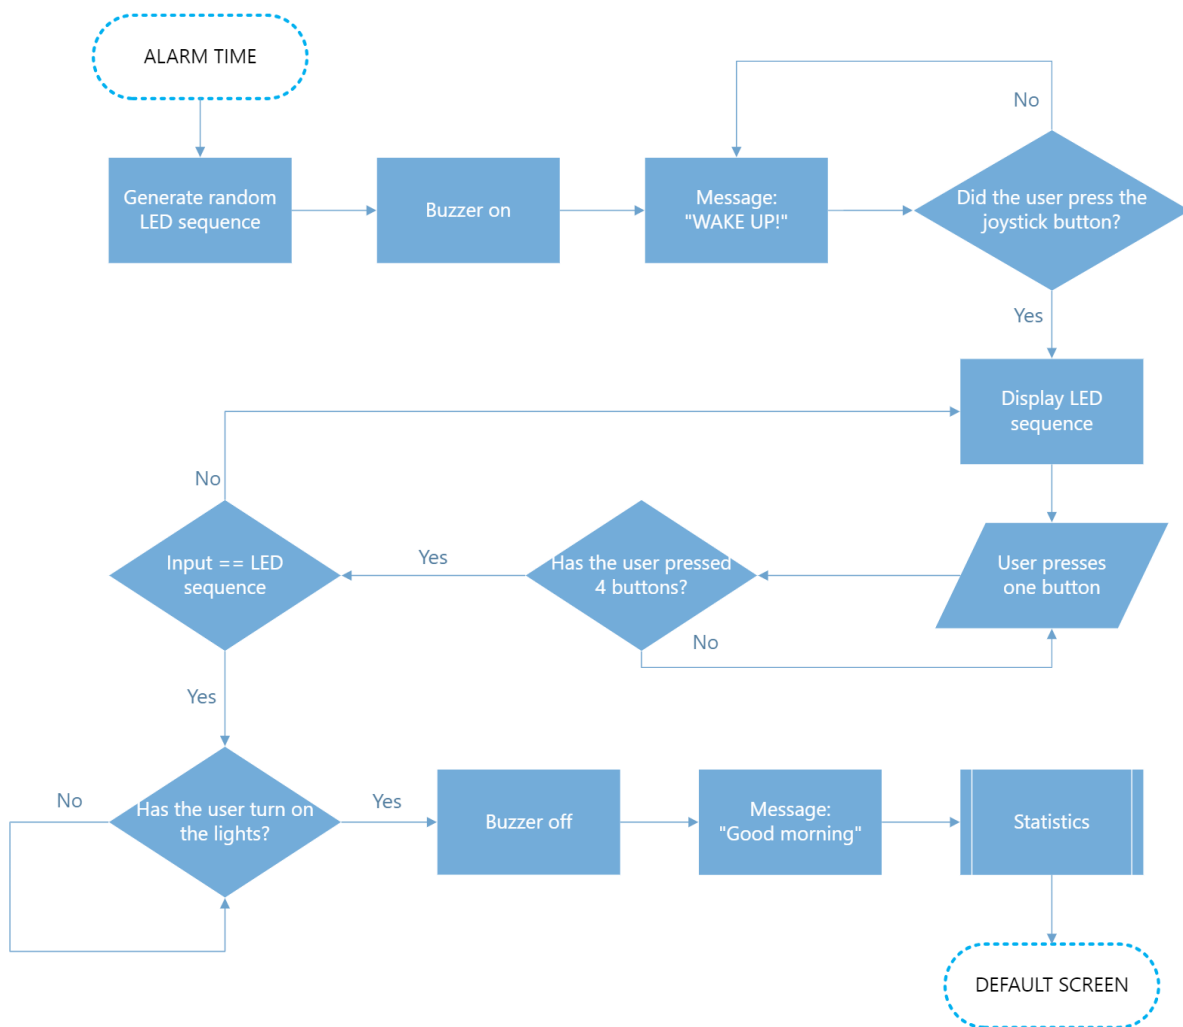 ALARM TIME
No
Generate random
LED sequence
Buzzer on
Message:
"WAKE UP!"
Did the user press the
joystick button?
Yes
Display LED
sequence
No
Input == LED
sequence
Yes
Has the user pressed
4 buttons?
User presses
one button
No
Yes
No
Has the user turn on
the lights?
Yes
Buzzer off
Message:
"Good morning"
Statistics
DEFAULT SCREEN